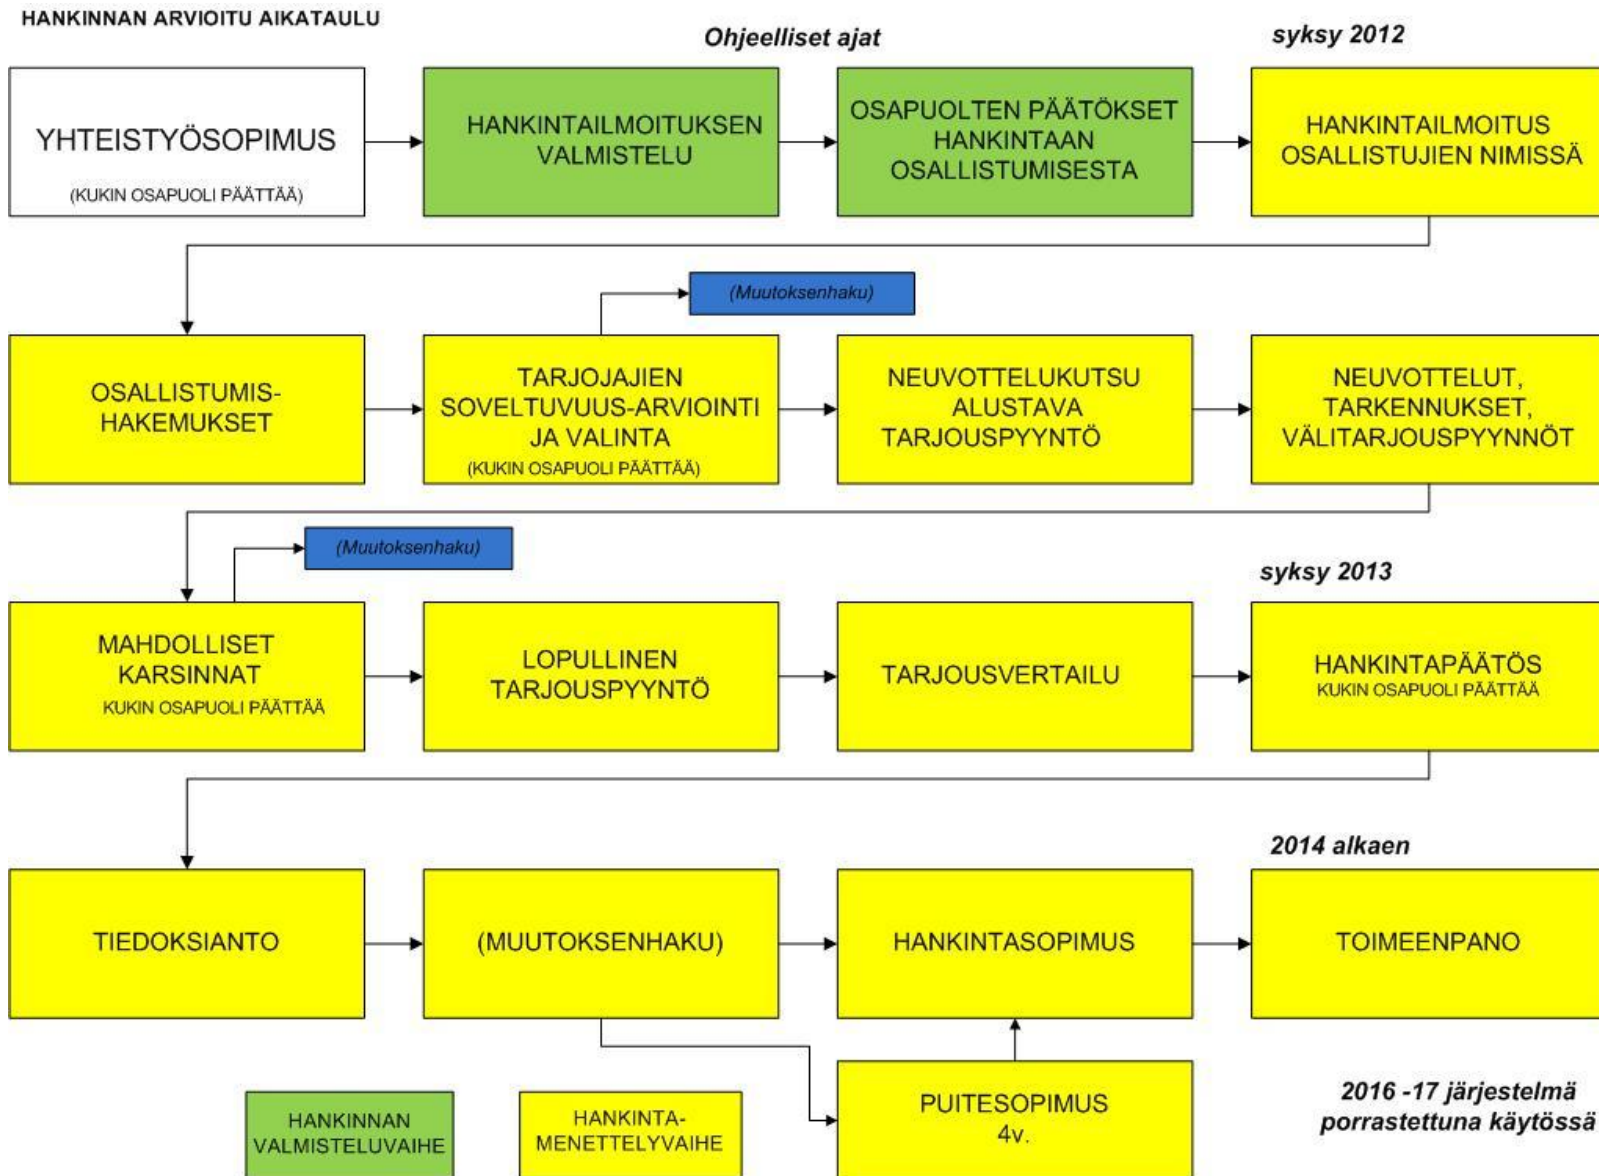 HANKINNAN ARVIOITU AIKATAULU
Ohjeelliset ajat
syksy 2012
YHTEISTYÖSOPIMUS
(KUKIN OSAPUOLI PÄÄTTÄÄ)
HANKINTAILMOITUKSEN
VALMISTELU
OSAPUOLTEN PÄÄTÖKSET
HANKINTAAN
OSALLISTUMISESTA
HANKINTAILMOITUS
OSALLISTUJIEN NIMISSÄ
(Muutoksenhaku)
OSALLISTUMIS-
HAKEMUKSET
TARJOJAJIEN
SOVELTUVUUS-ARVIOINTI
JA VALINTA
(KUKIN OSAPUOLI PÄÄTTÄÄ)
NEUVOTTELUKUTSU
ALUSTAVA
TARJOUSPYYNTÖ
NEUVOTTELUT,
TARKENNUKSET,
VÄLITARJOUSPYYNNÖT
(Muutoksenhaku)
syksy 2013
MAHDOLLISET
KARSINNAT
KUKIN OSAPUOLI PÄÄTTÄÄ
LOPULLINEN
TARJOUSPYYNTÖ
TARJOUSVERTAILU
HANKINTAPÄÄTÖS
KUKIN OSAPUOLI PÄÄTTÄÄ
2014 alkaen
TIEDOKSIANTO
(MUUTOKSENHAKU)
HANKINTASOPIMUS
TOIMEENPANO
HANKINNAN
VALMISTELUVAIHE
HANKINTA-
MENETTELYVAIHE
PUITESOPIMUS
4v.
2016 -17 järjestelmä
porrastettuna käytössä